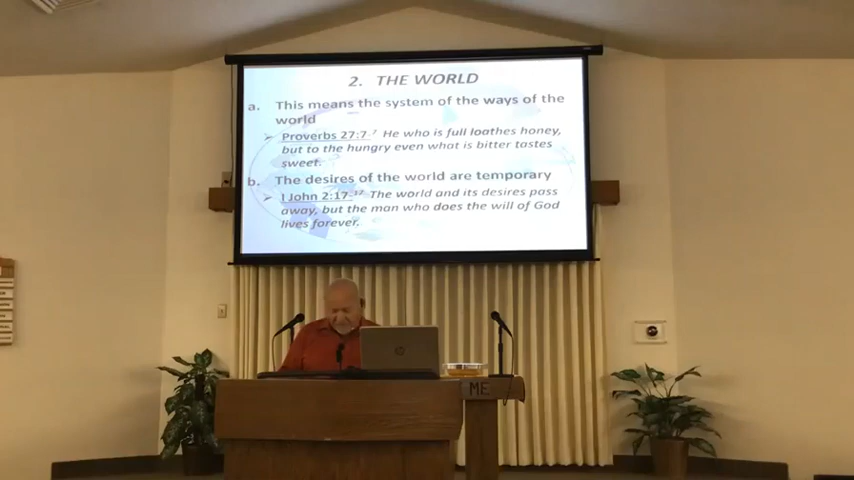 2. THE WORLD
a. This means the system of the ways of the
world
➢ Proverbs 27:7 7 He who is full loathes honey,
but to the hungry even what is bitter tastes
sweet.
b. The desires of the world are temporary
➢ I John 2:17 17 The world and its desires pass
away, but the man who does the will of God
lives forever.
ME